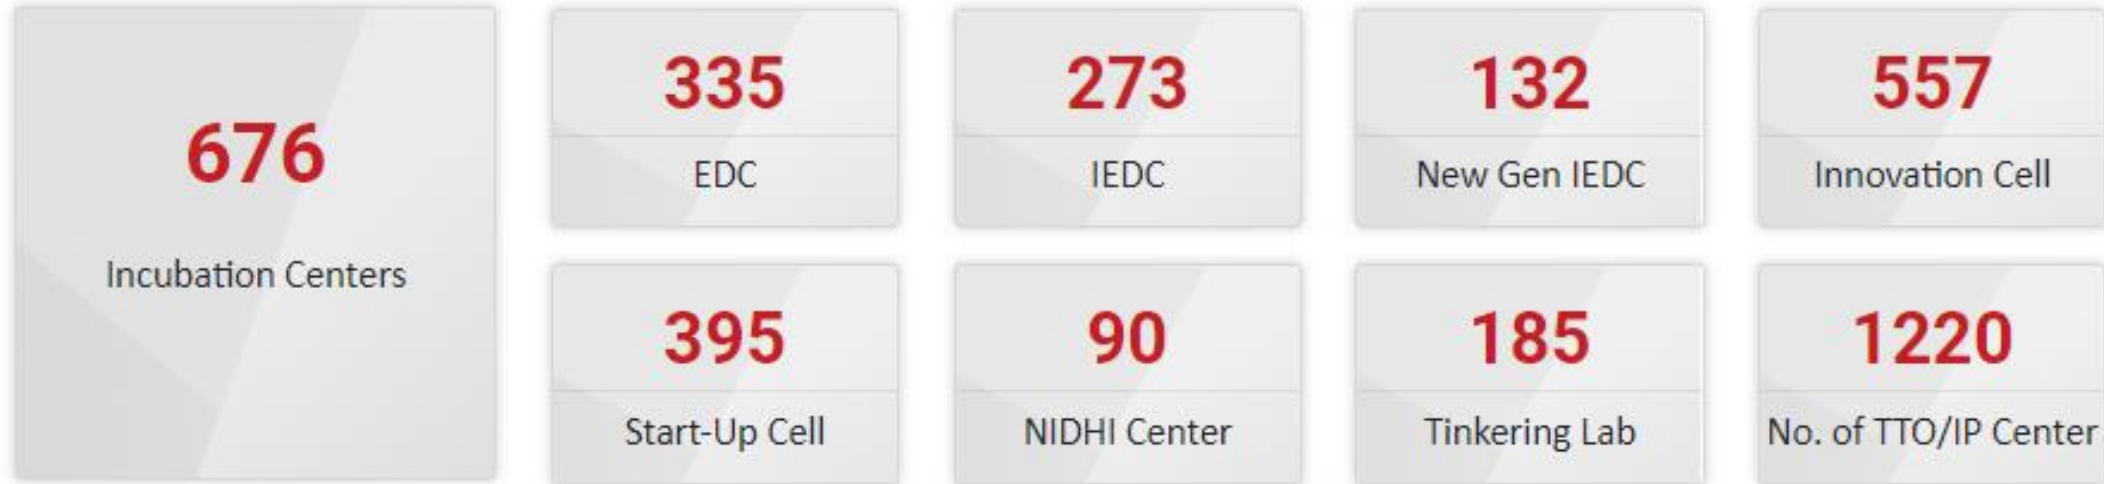 676
Incubation Centers
335
EDC
273
IEDC
132
New Gen IEDC
557
Innovation Cell
395
Start-Up Cell
90
NIDHI Center
185
Tinkering Lab
1220
No. of TTO/IP Center